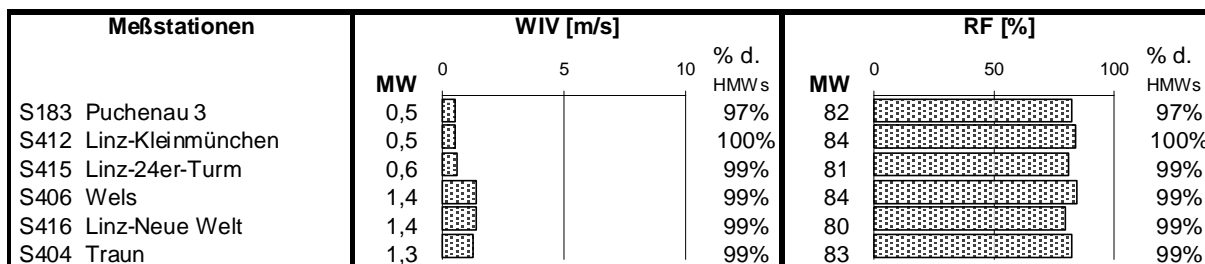 Meßstationen WIV [m/s] RF [%]
% d. % d.
MW 0 5 10 HMWs MW 0 50 100 HMWs
S183 Puchenau 3 0,5 97% 82 97%
S412 Linz-Kleinmünchen 0,5 100% 84 100%
S415 Linz-24er-Turm 0,6 99% 81 99%
S406 Wels 1,4 99% 84 99%
S416 Linz-Neue Welt 1,4 99% 80 99%
S404 Traun 1,3 99% 83 99%